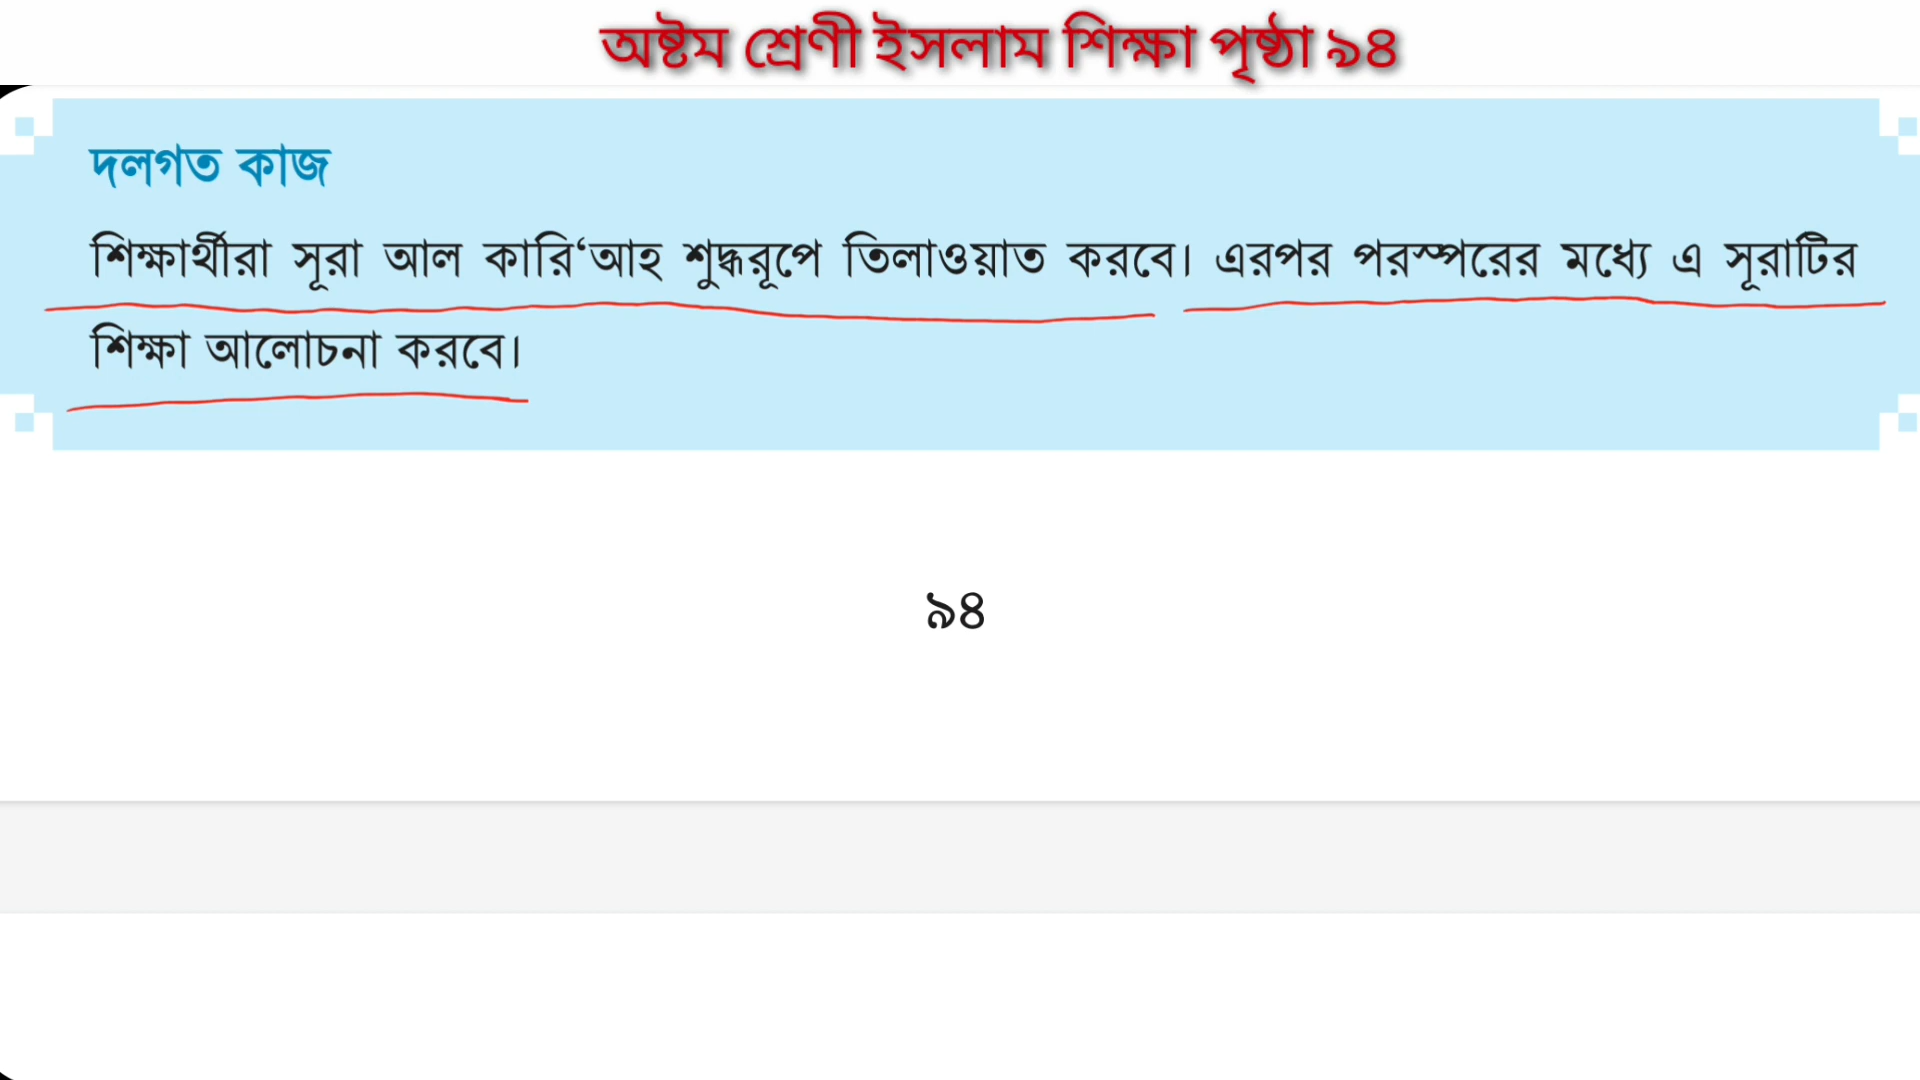 অষ্টম শ্রেণী ইসলাম শিক্ষা পৃষ্ঠা ৯৪
দলগত কাজ
শিক্ষার্থীরা সূরা আল কারি‘আহ শুদ্ধরূপে তিলাওয়াত করবে। এরপর পরস্পরের মধ্যে এ সূরাটির
শিক্ষা আলোচনা করবে।
৯৪